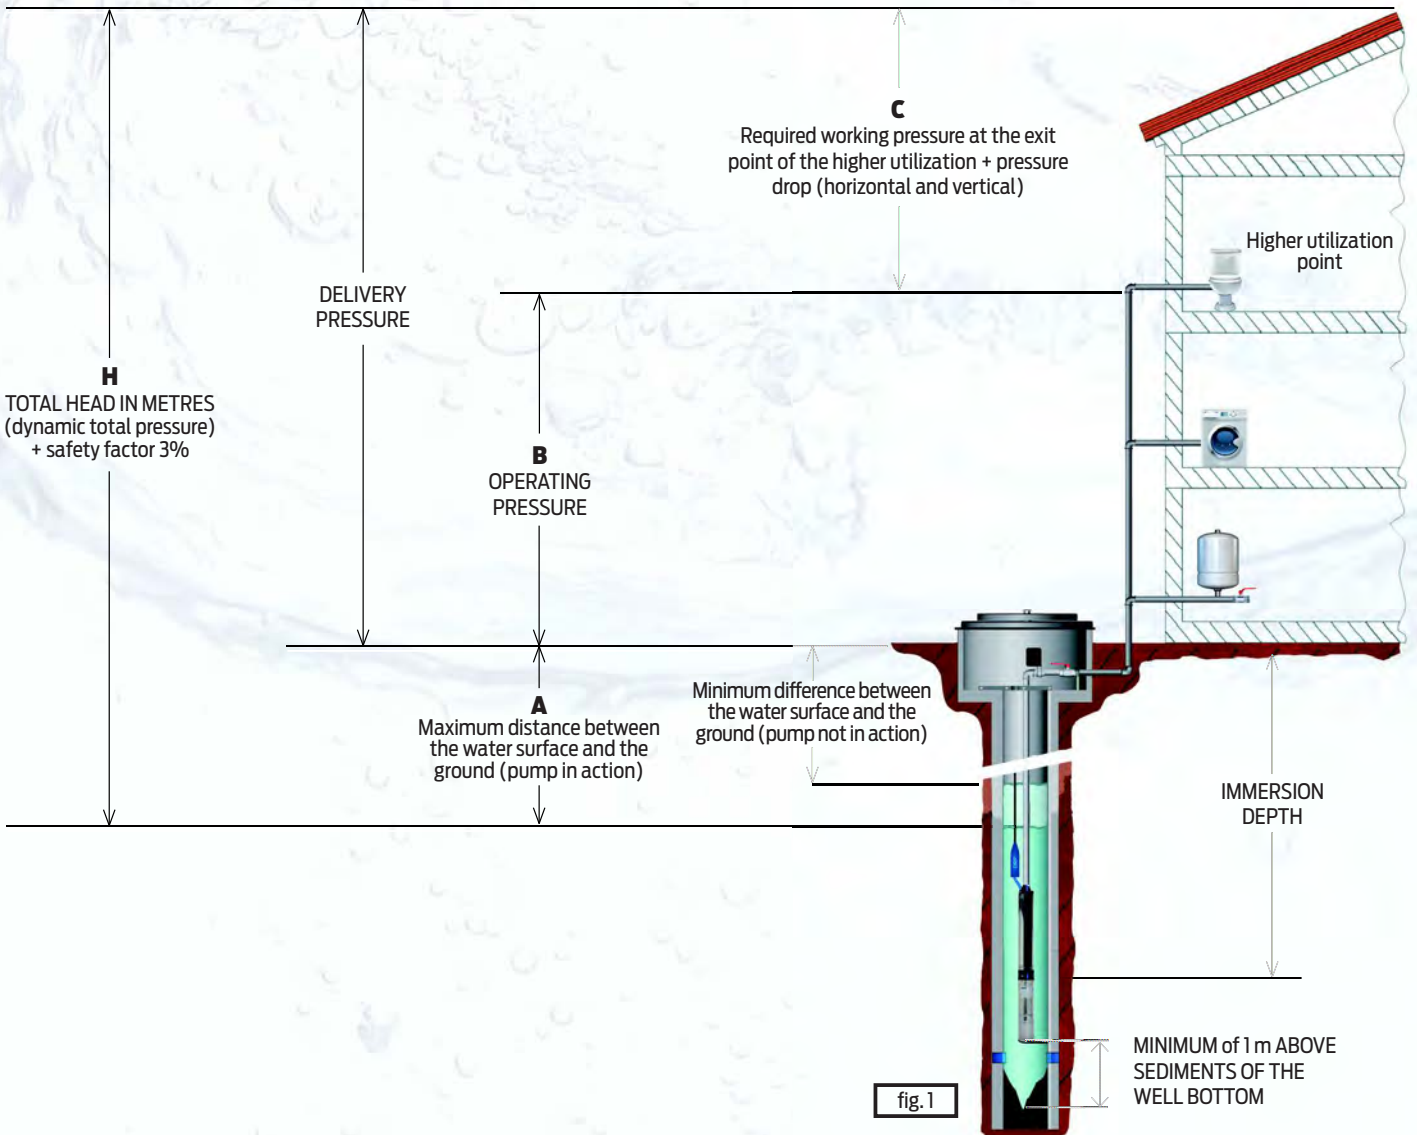 C
Required working pressure at the exit
point of the higher utilization + pressure
drop (horizontal and vertical)
Higher utilization
point
DELIVERY
PRESSURE
H
TOTAL HEAD IN METRES
(dynamic total pressure)
+ safety factor 3%
B
OPERATING
PRESSURE
A
Maximum distance between
the water surface and the
ground (pump in action)
Minimum difference between
the water surface and the
ground (pump not in action)
IMMERSION
DEPTH
MINIMUM of 1 m ABOVE
SEDIMENTS OF THE
WELL BOTTOM
fig. 1